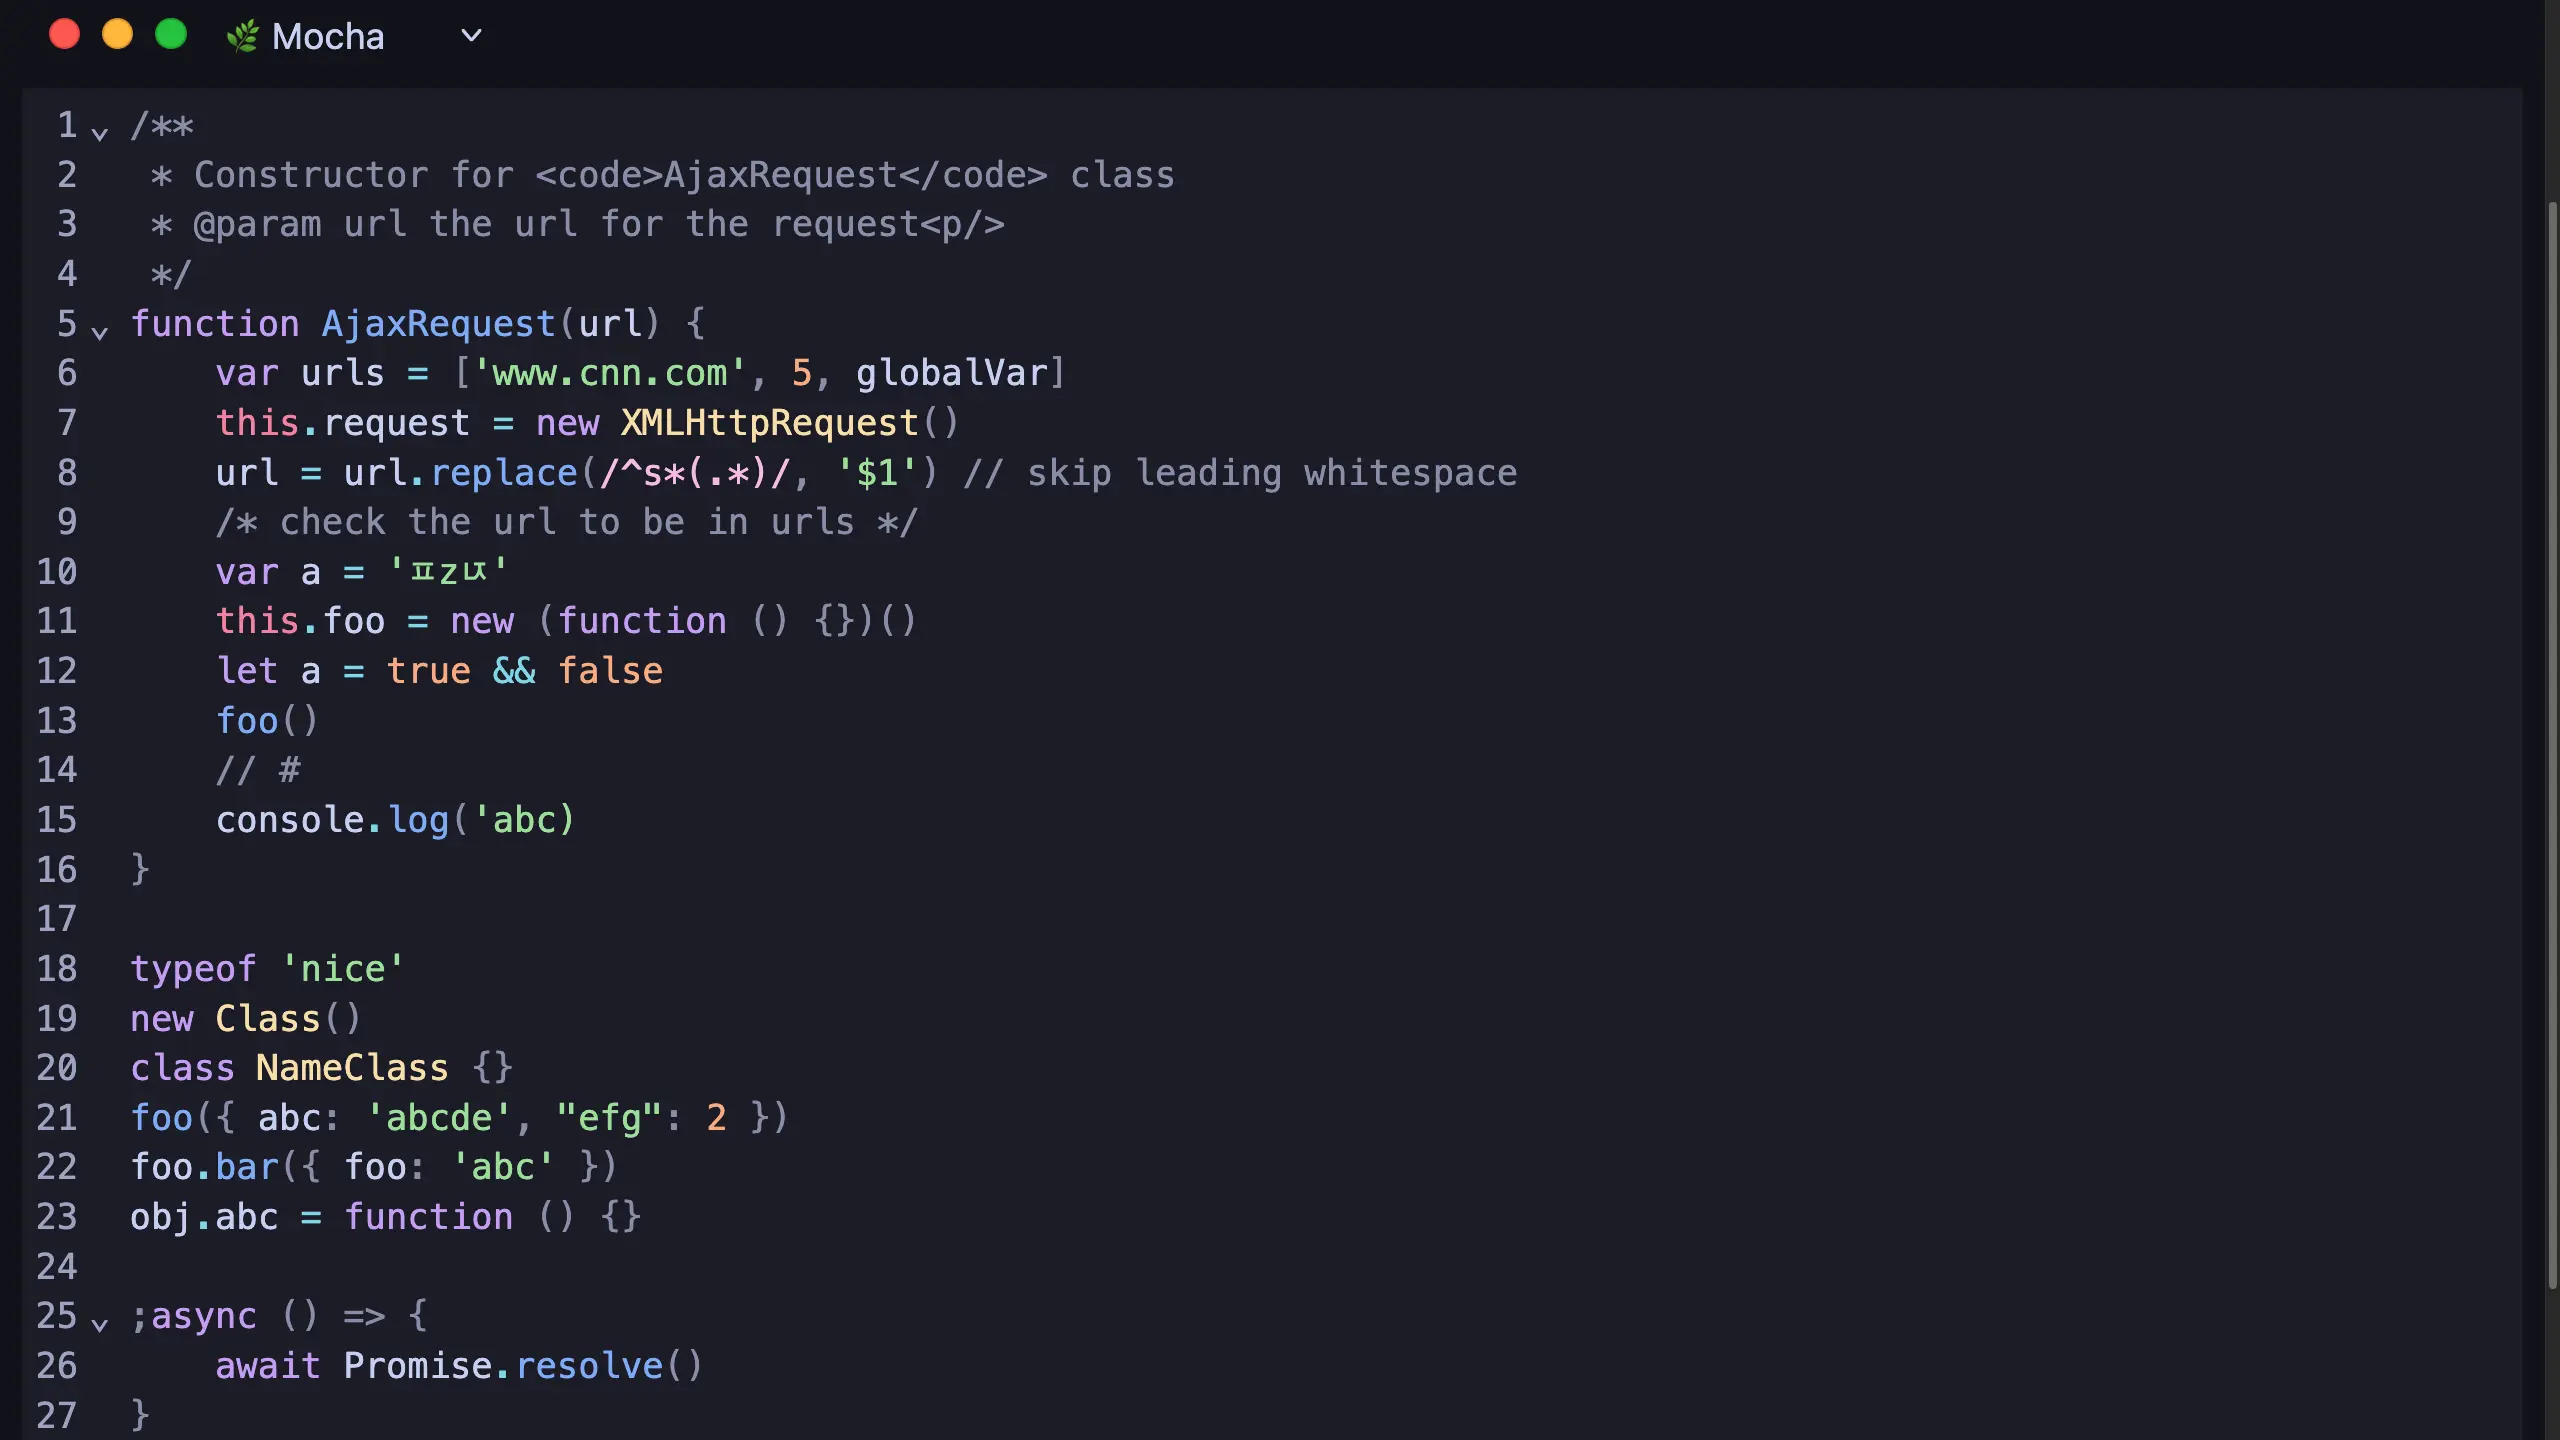 🌿 Mocha
1 /**
2  * Constructor for <code>AjaxRequest</code> class
3  * @param url the url for the request<p/>
4  */
5 function AjaxRequest(url) {
6     var urls = ['www.cnn.com', 5, globalVar]
7     this.request = new XMLHttpRequest()
8     url = url.replace(/^s*(.*)/, '$1') // skip leading whitespace
9     /* check the url to be in urls */
10     var a = 'ㅍzㅒ'
11     this.foo = new (function () {})()
12     let a = true && false
13     foo()
14     // #
15     console.log('abc)
16 }
17
18 typeof 'nice'
19 new Class()
20 class NameClass {}
21 foo({ abc: 'abcde', "efg": 2 })
22 foo.bar({ foo: 'abc' })
23 obj.abc = function () {}
24
25 ;async () => {
26     await Promise.resolve()
27 }